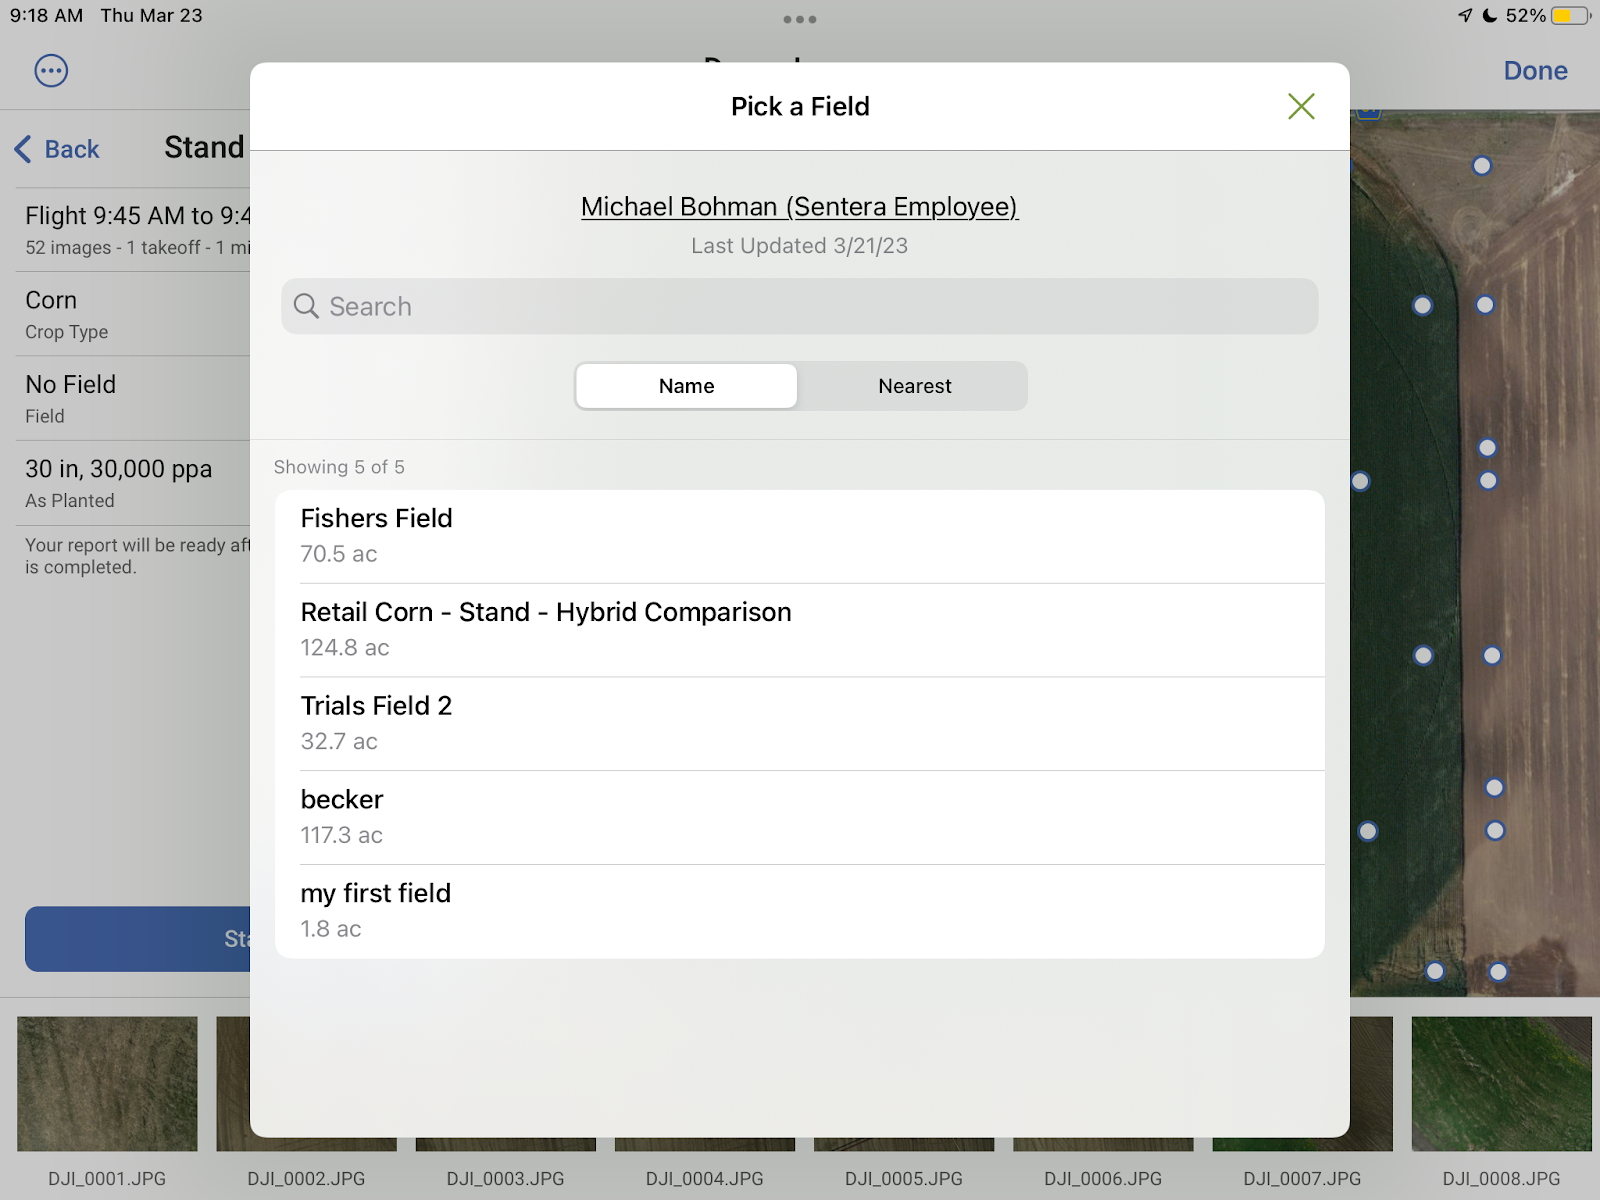 9:18 AM Thu Mar 23
52%
Done
Back
Stand
Flight 9:45 AM to 9:4
52 images - 1 takeoff - 1 mi
Corn
Crop Type
No Field
Field
30 in, 30,000 ppa
As Planted
Your report will be ready aft
is completed.
Sta
Pick a Field
Michael Bohman (Sentera Employee)
Last Updated 3/21/23
Search
Name
Nearest
Showing 5 of 5
Fishers Field
70.5 ac
Retail Corn - Stand - Hybrid Comparison
124.8 ac
Trials Field 2
32.7 ac
becker
117.3 ac
my first field
1.8 ac
DJI_0001.JPG
DJI_0002.JPG
DJI_0003.JPG
DJI_0004.JPG
DJI_0005.JPG
DJI_0006.JPG
DJI_0007.JPG
DJI_0008.JPG